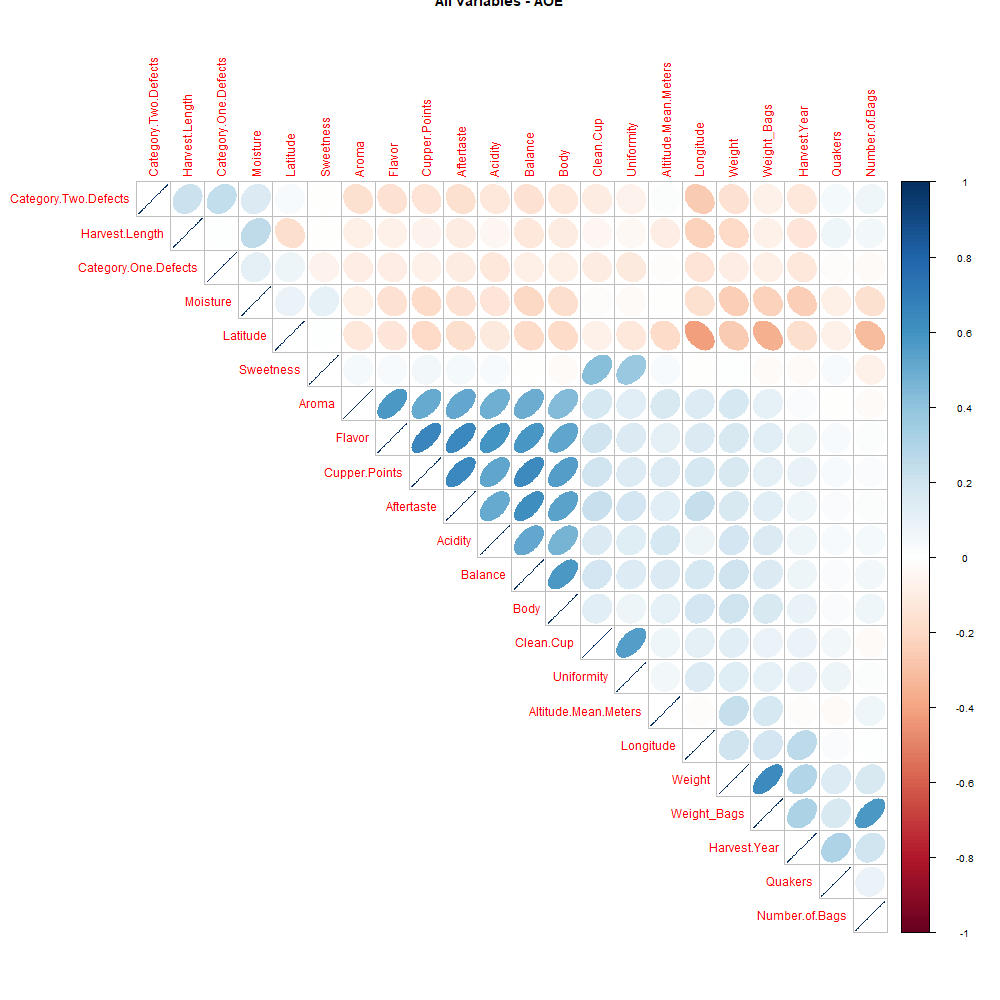 All Variables - AOE
Category.Two.Defects
Harvest.Length
Category.One.Defects
Moisture
Latitude
Sweetness
Aroma
Flavor
Cupper.Points
Aftertaste
Acidity
Balance
Body
Clean.Cup
Uniformity
Altitude.Mean.Meters
Longitude
Weight
Weight_Bags
Harvest.Year
Quakers
Number.of.Bags
Category.Two.Defects
Harvest.Length
Category.One.Defects
Moisture
Latitude
Sweetness
Aroma
Flavor
Cupper.Points
Aftertaste
Acidity
Balance
Body
Clean.Cup
Uniformity
Altitude.Mean.Meters
Longitude
Weight
Weight_Bags
Harvest.Year
Quakers
Number.of.Bags
1
0.8
0.6
0.4
0.2
0
-0.2
-0.4
-0.6
-0.8
-1